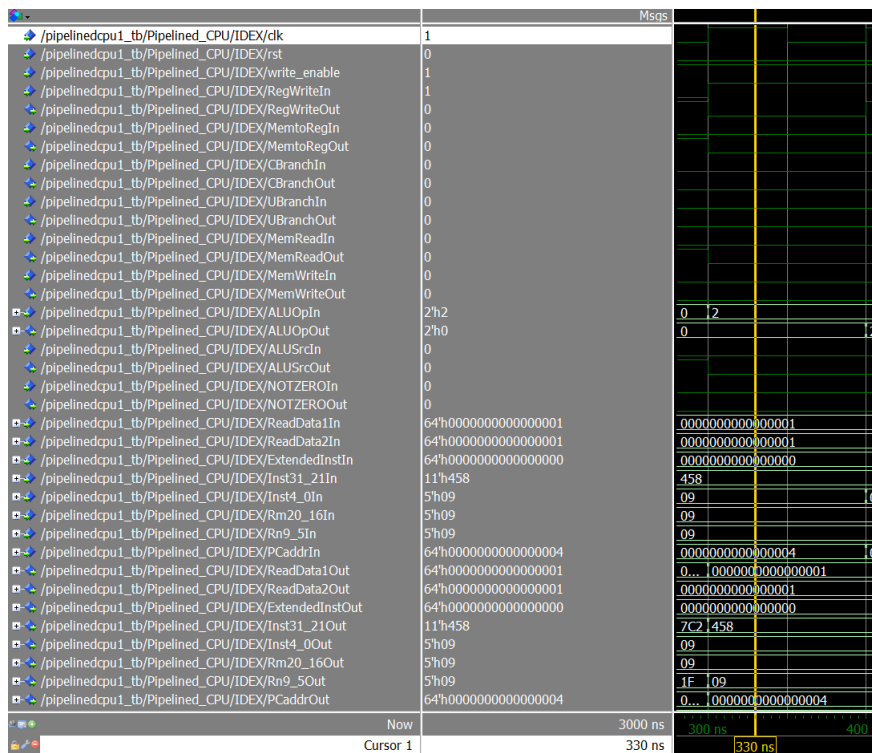 Msgs
/pipelinedcpu1_tb/Pipelined_CPU/IDEX/clk 1
/pipelinedcpu1_tb/Pipelined_CPU/IDEX/rst 0
/pipelinedcpu1_tb/Pipelined_CPU/IDEX/write_enable 1
/pipelinedcpu1_tb/Pipelined_CPU/IDEX/RegWriteIn 1
/pipelinedcpu1_tb/Pipelined_CPU/IDEX/RegWriteOut 0
/pipelinedcpu1_tb/Pipelined_CPU/IDEX/MemtoRegIn 0
/pipelinedcpu1_tb/Pipelined_CPU/IDEX/MemtoRegOut 0
/pipelinedcpu1_tb/Pipelined_CPU/IDEX/CBranchIn 0
/pipelinedcpu1_tb/Pipelined_CPU/IDEX/CBranchOut 0
/pipelinedcpu1_tb/Pipelined_CPU/IDEX/UBranchIn 0
/pipelinedcpu1_tb/Pipelined_CPU/IDEX/UBranchOut 0
/pipelinedcpu1_tb/Pipelined_CPU/IDEX/MemReadIn 0
/pipelinedcpu1_tb/Pipelined_CPU/IDEX/MemReadOut 0
/pipelinedcpu1_tb/Pipelined_CPU/IDEX/MemWriteIn 0
/pipelinedcpu1_tb/Pipelined_CPU/IDEX/MemWriteOut 0
/pipelinedcpu1_tb/Pipelined_CPU/IDEX/ALUOpIn 2'h2 0 2
/pipelinedcpu1_tb/Pipelined_CPU/IDEX/ALUOpOut 2'h0 0
/pipelinedcpu1_tb/Pipelined_CPU/IDEX/ALUSrcIn 0
/pipelinedcpu1_tb/Pipelined_CPU/IDEX/ALUSrcOut 0
/pipelinedcpu1_tb/Pipelined_CPU/IDEX/NOTZEROIn 0
/pipelinedcpu1_tb/Pipelined_CPU/IDEX/NOTZEROOut 0
/pipelinedcpu1_tb/Pipelined_CPU/IDEX/ReadData1In 64'h0000000000000001 0000000000000001
/pipelinedcpu1_tb/Pipelined_CPU/IDEX/ReadData2In 64'h0000000000000001 0000000000000001
/pipelinedcpu1_tb/Pipelined_CPU/IDEX/ExtendedInstIn 64'h0000000000000000 0000000000000000
/pipelinedcpu1_tb/Pipelined_CPU/IDEX/Inst31_21In 11'h458 458
/pipelinedcpu1_tb/Pipelined_CPU/IDEX/Inst4_0In 5'h09 09
/pipelinedcpu1_tb/Pipelined_CPU/IDEX/Rm20_16In 5'h09 09
/pipelinedcpu1_tb/Pipelined_CPU/IDEX/Rn9_5In 5'h09 09
/pipelinedcpu1_tb/Pipelined_CPU/IDEX/PCaddrIn 64'h0000000000000004 0000000000000004
/pipelinedcpu1_tb/Pipelined_CPU/IDEX/ReadData1Out 64'h0000000000000001 0... 0000000000000001
/pipelinedcpu1_tb/Pipelined_CPU/IDEX/ReadData2Out 64'h0000000000000001 0000000000000001
/pipelinedcpu1_tb/Pipelined_CPU/IDEX/ExtendedInstOut 64'h0000000000000000 0000000000000000
/pipelinedcpu1_tb/Pipelined_CPU/IDEX/Inst31_21Out 11'h458 7C2 458
/pipelinedcpu1_tb/Pipelined_CPU/IDEX/Inst4_0Out 5'h09 09
/pipelinedcpu1_tb/Pipelined_CPU/IDEX/Rm20_16Out 5'h09 09
/pipelinedcpu1_tb/Pipelined_CPU/IDEX/Rn9_5Out 5'h09 1F 09
/pipelinedcpu1_tb/Pipelined_CPU/IDEX/PCaddrOut 64'h0000000000000004 0... 0000000000000004
Now 3000 ns 300 ns 400
Cursor 1 330 ns 330 ns